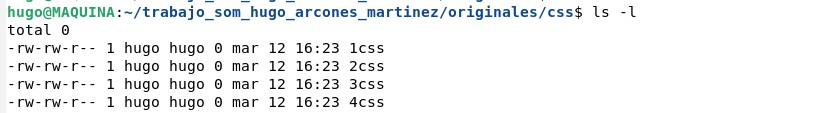 hugo@MAQUINA:~/trabajo_som_hugo_arcones_martinez/originales/css$ ls -l
total 0
-rw-rw-r-- 1 hugo hugo 0 mar 12 16:23 1css
-rw-rw-r-- 1 hugo hugo 0 mar 12 16:23 2css
-rw-rw-r-- 1 hugo hugo 0 mar 12 16:23 3css
-rw-rw-r-- 1 hugo hugo 0 mar 12 16:23 4css